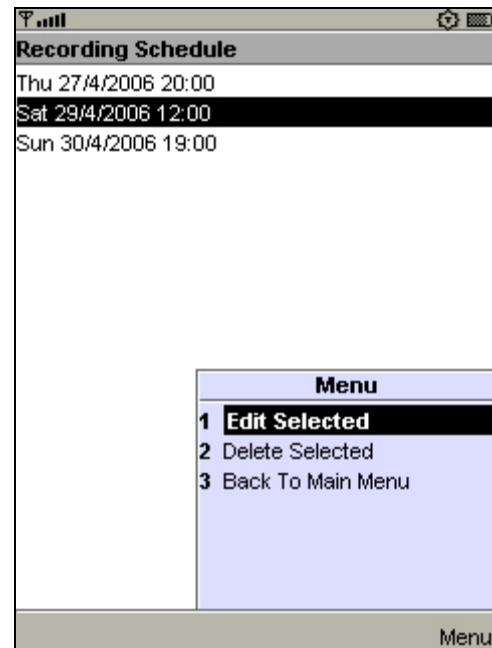 Recording Schedule
Thu 27/4/2006 20:00
Sat 29/4/2006 12:00
Sun 30/4/2006 19:00
Menu
1 Edit Selected
2 Delete Selected
3 Back To Main Menu
Menu